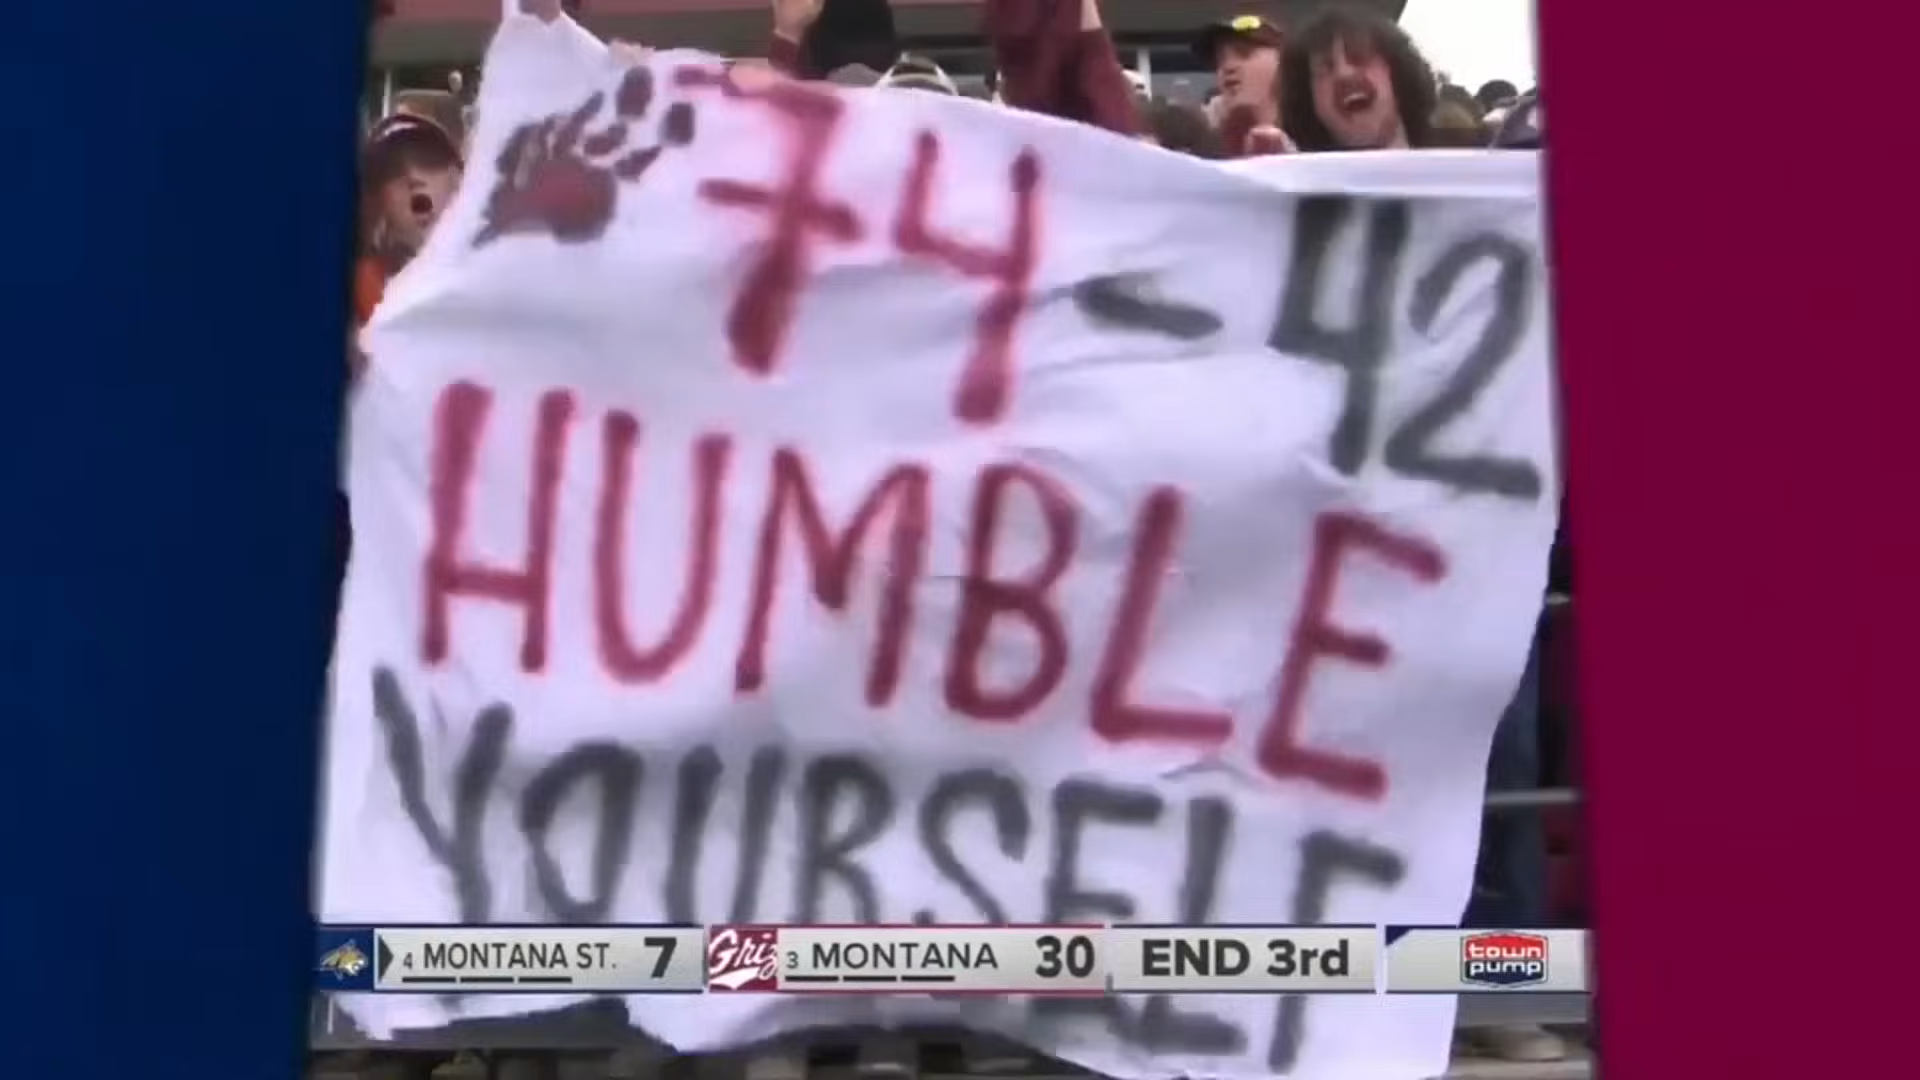 74-42
HUMBLE
YOURSELF
4 MONTANA ST. 7 Griz 3 MONTANA 30 END 3rd town pump